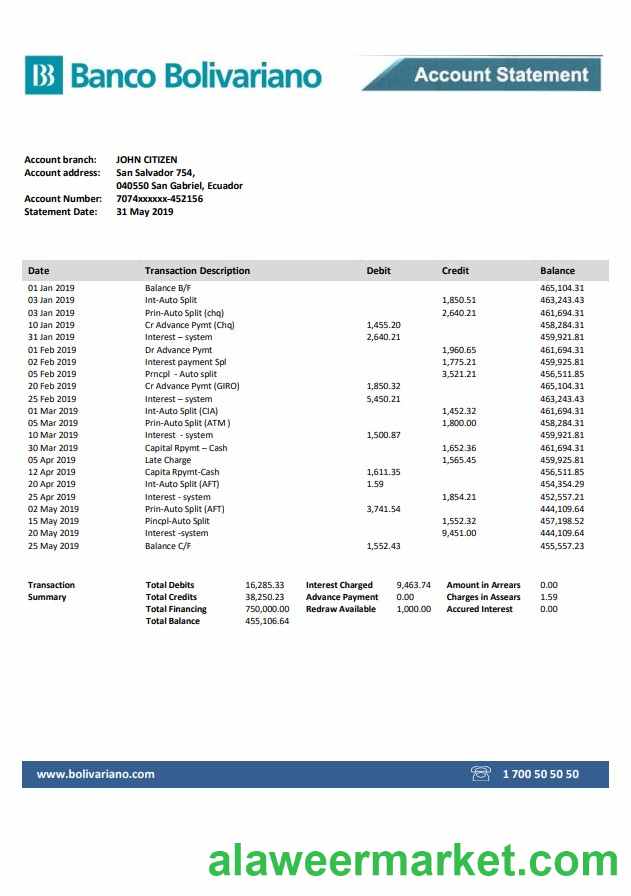 Banco Bolivariano
Account Statement
Account branch: JOHN CITIZEN
Account address: San Salvador 754,
040550 San Gabriel, Ecuador
Account Number: 7074xxxxxx-452156
Statement Date: 31 May 2019
Date Transaction Description Debit Credit Balance
01 Jan 2019 Balance B/F 465,104.31
03 Jan 2019 Int-Auto Split 1,850.51 463,243.43
03 Jan 2019 Prin-Auto Split (chq) 2,640.21 461,694.31
10 Jan 2019 Cr Advance Pymt (Chq) 1,455.20 458,284.31
31 Jan 2019 Interest – system 2,640.21 459,921.81
01 Feb 2019 Dr Advance Pymt 1,960.65 461,694.31
02 Feb 2019 Interest payment Spl 1,775.21 459,925.81
05 Feb 2019 Prncpl - Auto split 3,521.21 456,511.85
20 Feb 2019 Cr Advance Pymt (GIRO) 1,850.32 465,104.31
25 Feb 2019 Interest – system 5,450.21 463,243.43
01 Mar 2019 Int-Auto Split (CIA) 1,452.32 461,694.31
05 Mar 2019 Prin-Auto Split (ATM ) 1,800.00 458,284.31
10 Mar 2019 Interest - system 1,500.87 459,921.81
30 Mar 2019 Capital Rpymt – Cash 1,652.36 461,694.31
05 Apr 2019 Late Charge 1,565.45 459,925.81
12 Apr 2019 Capita Rpymt-Cash 1,611.35 456,511.85
20 Apr 2019 Int-Auto Split (AFT) 1.59 454,354.29
25 Apr 2019 Interest - system 1,854.21 452,557.21
02 May 2019 Prin-Auto Split (AFT) 3,741.54 444,109.64
15 May 2019 Pincpl-Auto Split 1,552.32 457,198.52
20 May 2019 Interest -system 9,451.00 444,109.64
25 May 2019 Balance C/F 1,552.43 455,557.23
Transaction Total Debits 16,285.33 Interest Charged 9,463.74 Amount in Arrears 0.00
Summary Total Credits 38,250.23 Advance Payment 0.00 Charges in Assears 1.59
Total Financing 750,000.00 Redraw Available 1,000.00 Accured Interest 0.00
Total Balance 455,106.64
www.bolivariano.com 1 700 50 50 50
alaweermarket.com